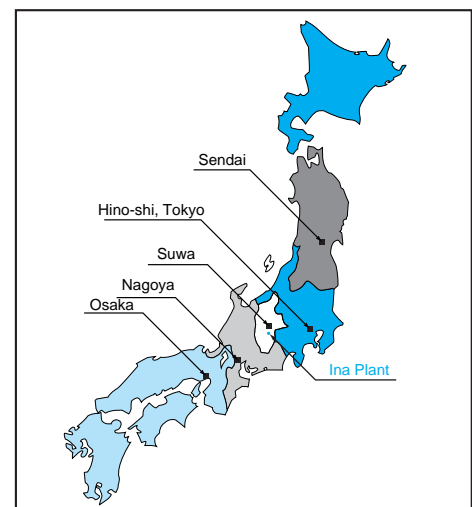 Sendai
Hino-shi, Tokyo
Suwa
Nagoya
Osaka
Ina Plant